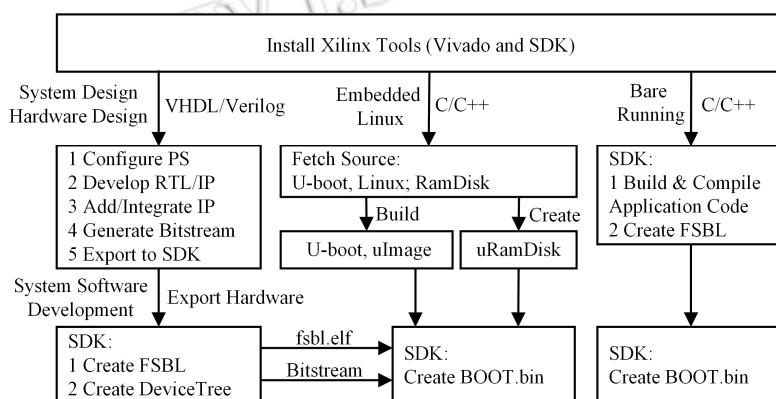 Install Xilinx Tools (Vivado and SDK)
System Design
Hardware Design
VHDL/Verilog
Embedded
Linux
C/C++
Bare
Running
C/C++
1 Configure PS
2 Develop RTL/IP
3 Add/Integrate IP
4 Generate Bitstream
5 Export to SDK
Fetch Source:
U-boot, Linux; RamDisk
SDK:
1 Build & Compile
Application Code
2 Create FSBL
Build
Create
U-boot, uImage
uRamDisk
System Software
Development
Export Hardware
SDK:
1 Create FSBL
2 Create DeviceTree
fsbl.elf
Bitstream
SDK:
Create BOOT.bin
SDK:
Create BOOT.bin